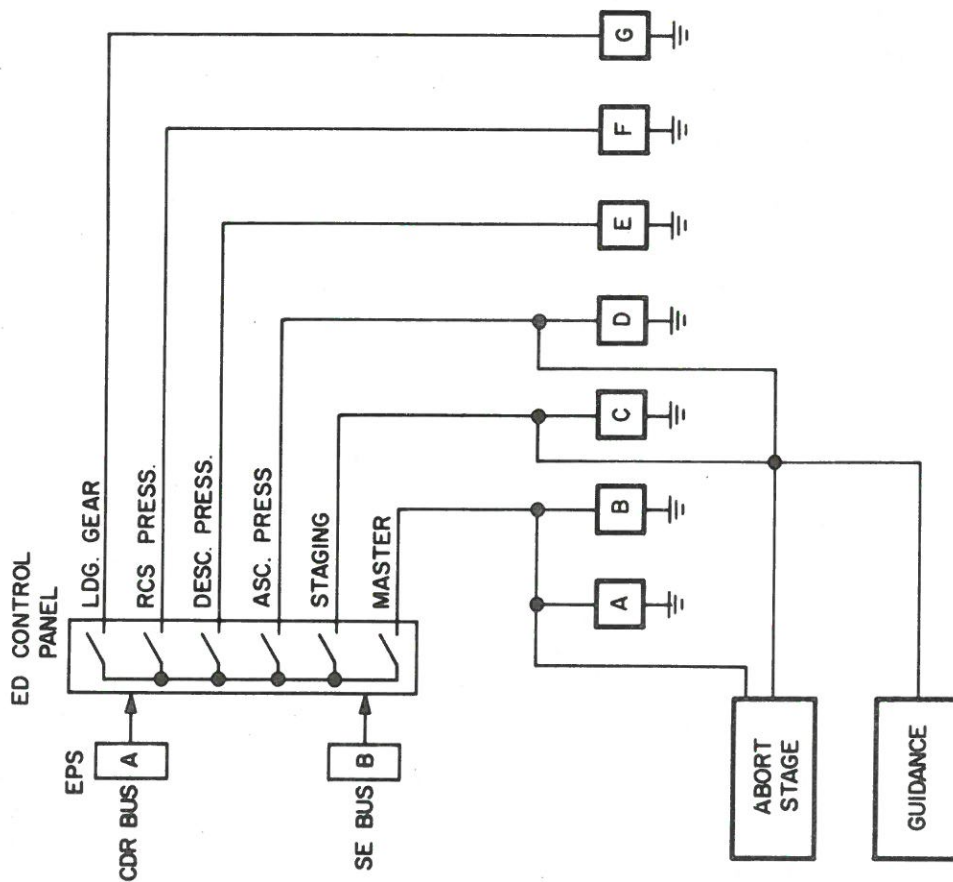 ED CONTROL
PANEL
EPS
CDR BUS
A
SE BUS
B
LDG. GEAR
RCS PRESS.
DESC. PRESS.
ASC. PRESS
STAGING
MASTER
A
B
C
D
E
F
G
ABORT
STAGE
GUIDANCE